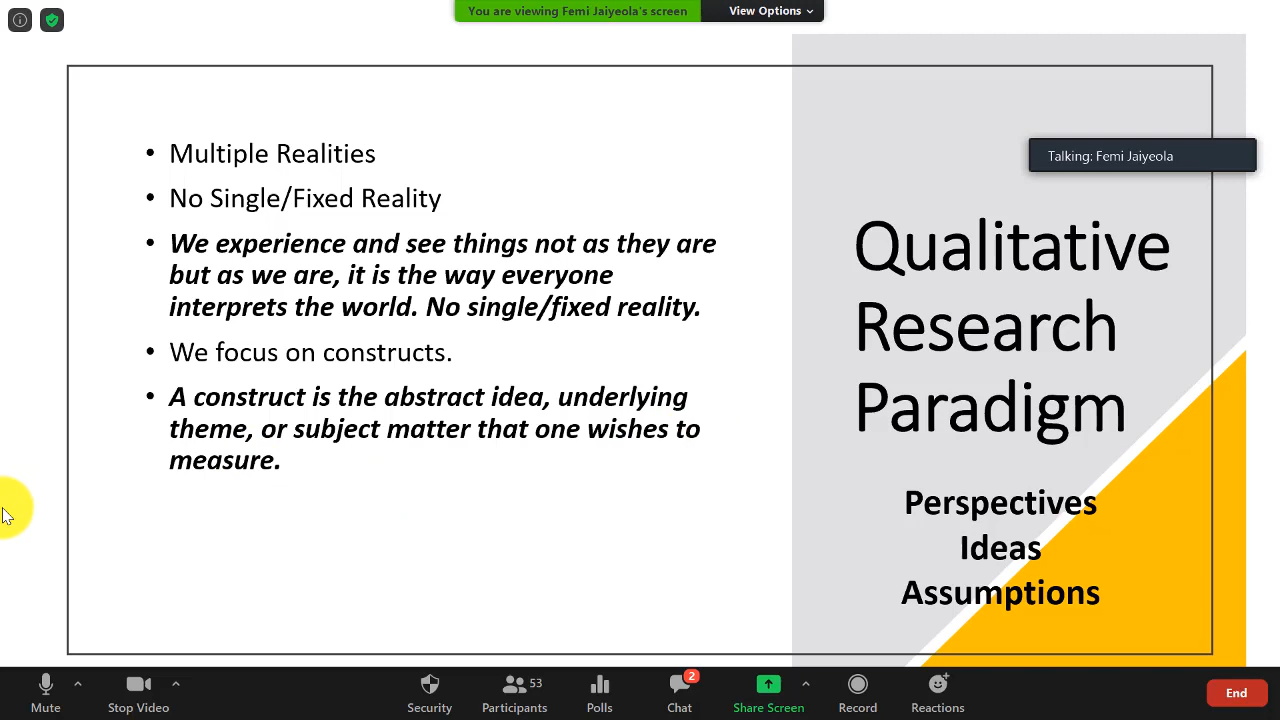 You are viewing Femi Jaiyeola's screen
View Options
Talking: Femi Jaiyeola
• Multiple Realities
• No Single/Fixed Reality
• We experience and see things not as they are
but as we are, it is the way everyone
interprets the world. No single/fixed reality.
• We focus on constructs.
• A construct is the abstract idea, underlying
theme, or subject matter that one wishes to
measure.
Qualitative
Research
Paradigm
Perspectives
Ideas
Assumptions
Mute
Stop Video
Security
53
Participants
Polls
2
Chat
Share Screen
Record
Reactions
End